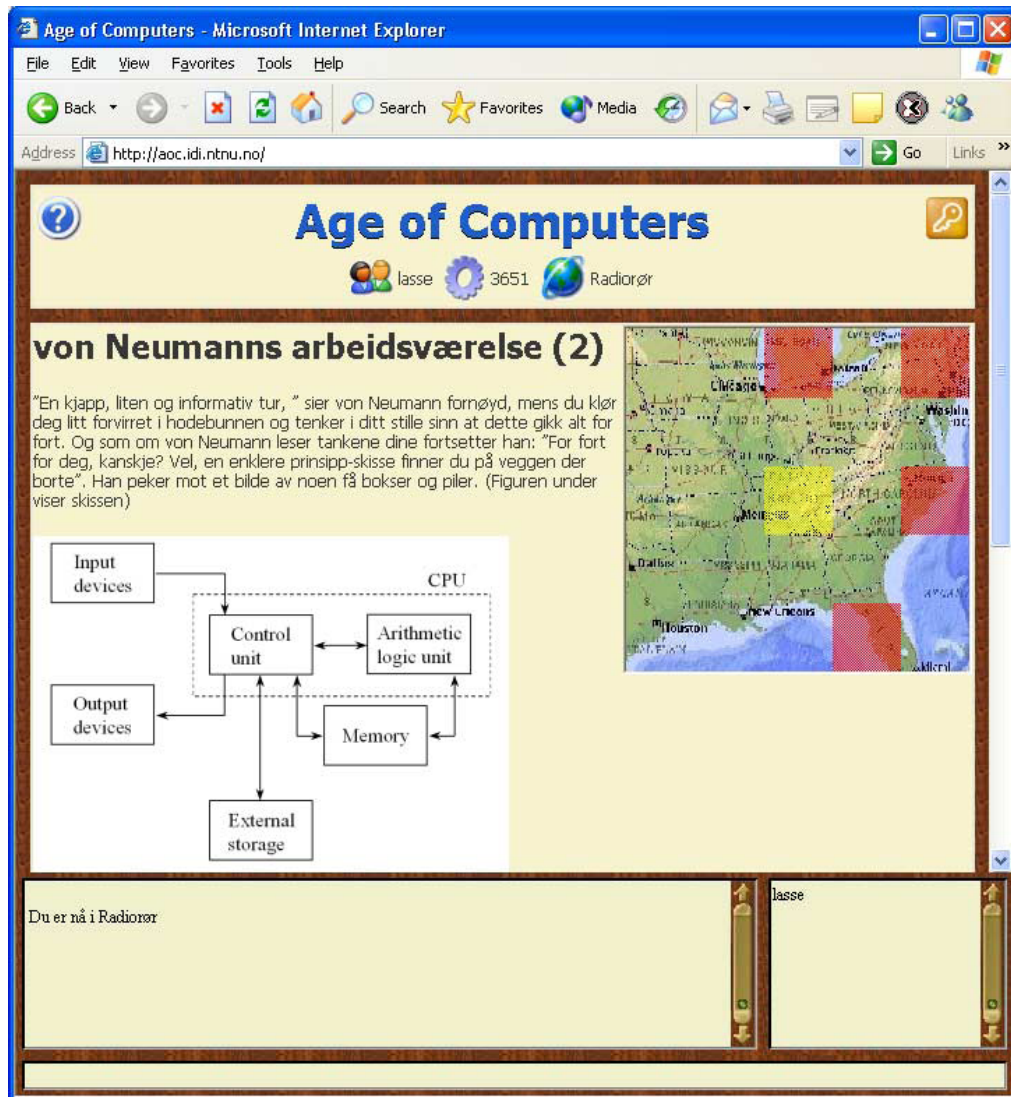 Age of Computers - Microsoft Internet Explorer
File Edit View Favorites Tools Help
Back Search Favorites Media
Address http://aoc.idi.ntnu.no/ Go Links »
Age of Computers
lasse 3651 Radiorør
von Neumanns arbeidsværelse (2)
”En kjapp, liten og informativ tur, ” sier von Neumann fornøyd, mens du klør
deg litt forvirret i hodebunnen og tenker i ditt stille sinn at dette gikk alt for
fort. Og som om von Neumann leser tankene dine fortsetter han: ”For fort
for deg, kanskje? Vel, en enklere prinsipp-skisse finner du på veggen der
borte”. Han peker mot et bilde av noen få bokser og piler. (Figuren under
viser skissen)
Input
devices
CPU
Control
unit
Arithmetic
logic unit
Output
devices
Memory
External
storage
Chicago
Detroit
Washin
Memphis
Dallas
New Orleans
Houston
Miami
Du er nå i Radiorør
lasse